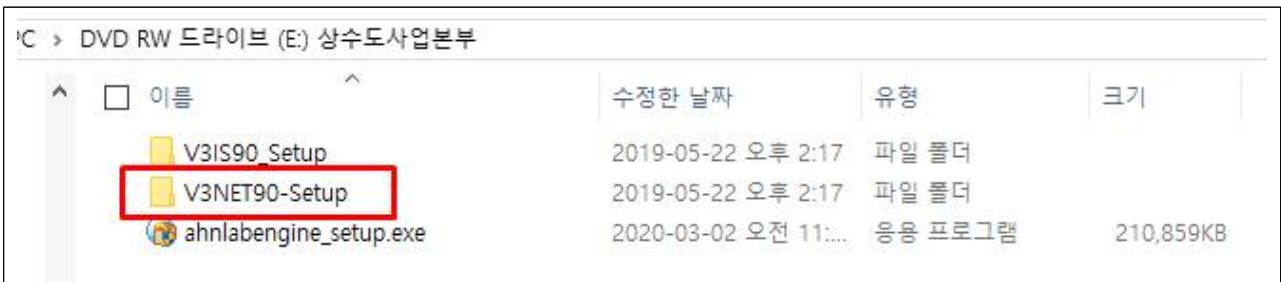 PC > DVD RW 드라이브 (E:) 상수도사업본부
이름 수정한 날짜 유형 크기
V3IS90_Setup 2019-05-22 오후 2:17 파일 폴더
V3NET90-Setup 2019-05-22 오후 2:17 파일 폴더
ahnlabengine_setup.exe 2020-03-02 오전 11:... 응용 프로그램 210,859KB